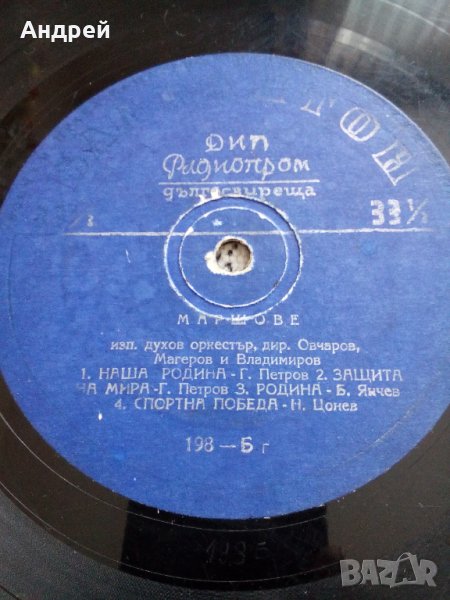 Андрей
ДИП
Радиопром
дългосвиреща
33⅓
МАРШОВЕ
изп. духов оркестър, дир. Овчаров,
Магеров и Владимиров
1. НАША РОДИНА - Г. Петров 2. ЗАЩИТА
НА МИРА - Г. Петров 3. РОДИНА - Б. Янчев
4. СПОРТНА ПОБЕДА - Н. Цонев
198 - Б г
BAZAR